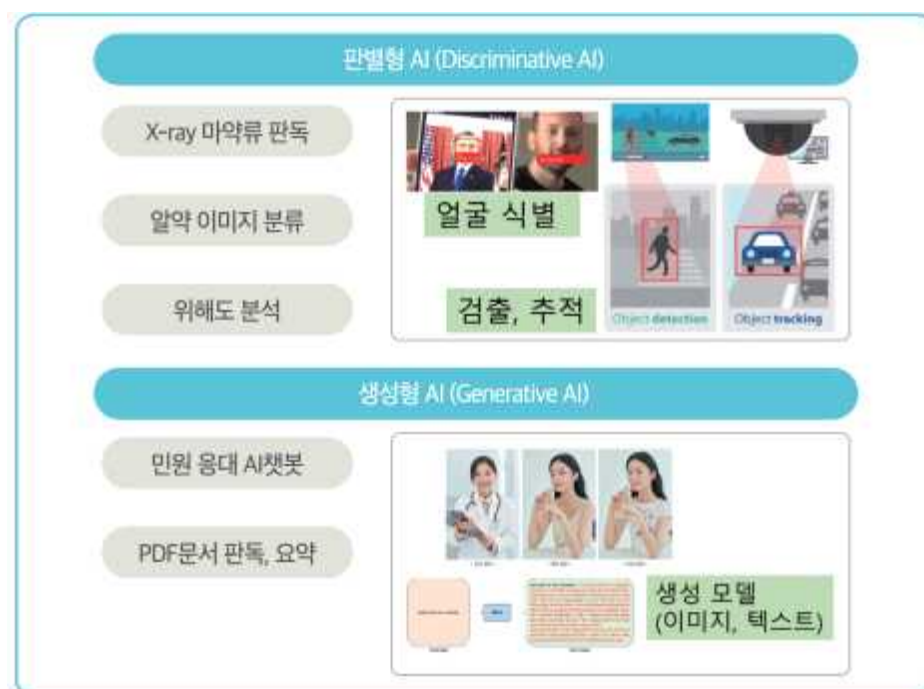 판별형 AI (Discriminative AI)
X-ray 마약류 판독
알약 이미지 분류
위해도 분석
얼굴 식별
검출, 추적
Object detection
Object tracking
생성형 AI (Generative AI)
민원 응대 AI챗봇
PDF문서 판독, 요약
생성 모델
(이미지, 텍스트)